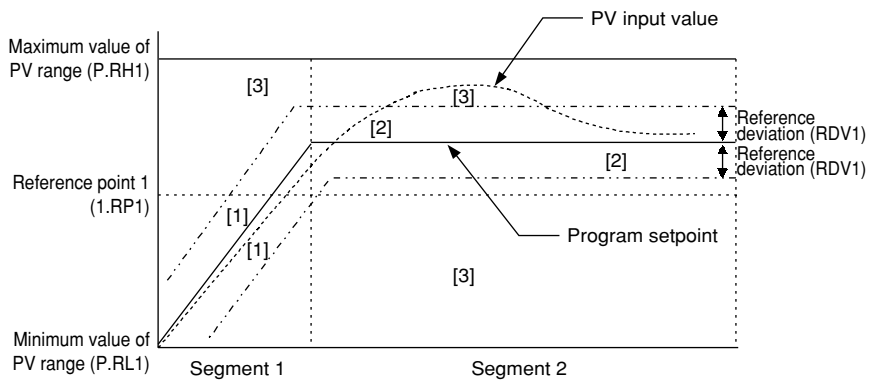 PV input value
Maximum value of
PV range (P.RH1)
[3]
[3]
[2]
Reference
deviation (RDV1)
Reference
deviation (RDV1)
[2]
Reference point 1
(1.RP1)
[1]
[1]
Program setpoint
[3]
Minimum value of
PV range (P.RL1)
Segment 1
Segment 2